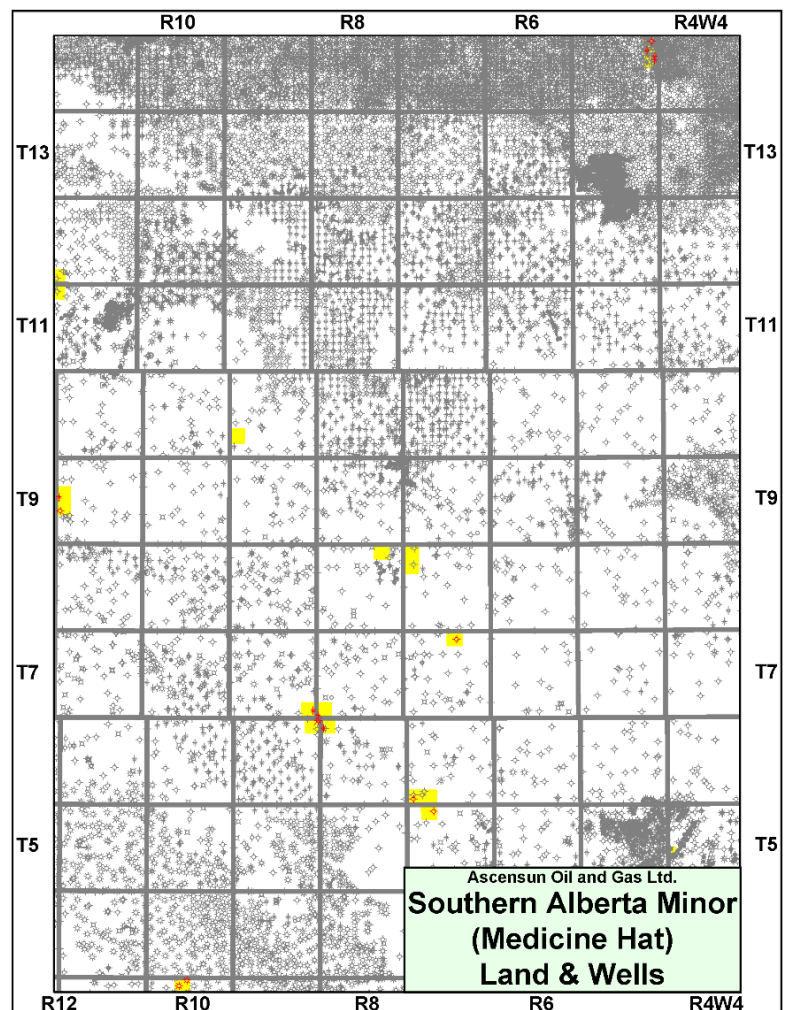 R10 R8 R6 R4W4
T13 T13
T11 T11
T9 T9
T7 T7
T5 T5
Ascensun Oil and Gas Ltd.
Southern Alberta Minor
(Medicine Hat)
Land & Wells
R12 R10 R8 R6 R4W4